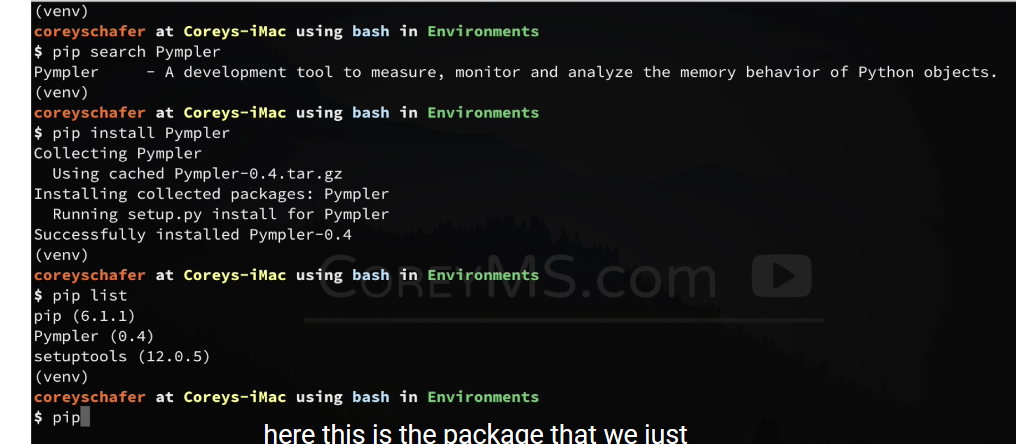 (venv)
coreyschafer at Coreys-iMac using bash in Environments
$ pip search Pympler
Pympler     - A development tool to measure, monitor and analyze the memory behavior of Python objects.
(venv)
coreyschafer at Coreys-iMac using bash in Environments
$ pip install Pympler
Collecting Pympler
  Using cached Pympler-0.4.tar.gz
Installing collected packages: Pympler
  Running setup.py install for Pympler
Successfully installed Pympler-0.4
(venv)
coreyschafer at Coreys-iMac using bash in Environments
CoreyMS.com
$ pip list
pip (6.1.1)
Pympler (0.4)
setuptools (12.0.5)
(venv)
coreyschafer at Coreys-iMac using bash in Environments
$ pip
here this is the package that we just